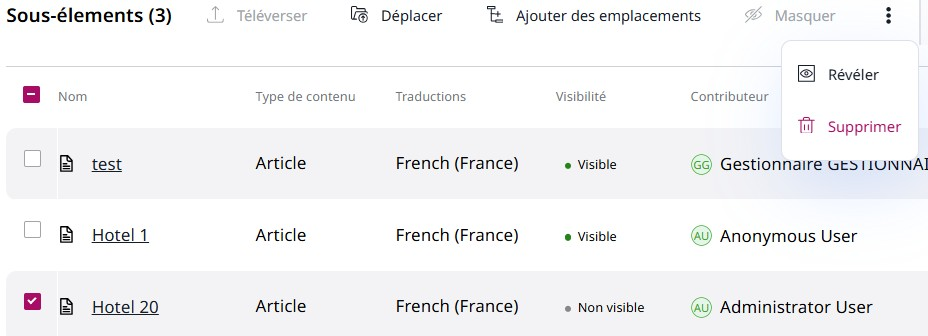 Sous-élements (3) Téléverser Déplacer Ajouter des emplacements Masquer
Révéler
Supprimer
Nom Type de contenu Traductions Visibilité Contributeur
test Article French (France) Visible GG Gestionnaire GESTIONNAI
Hotel 1 Article French (France) Visible AU Anonymous User
Hotel 20 Article French (France) Non visible AU Administrator User